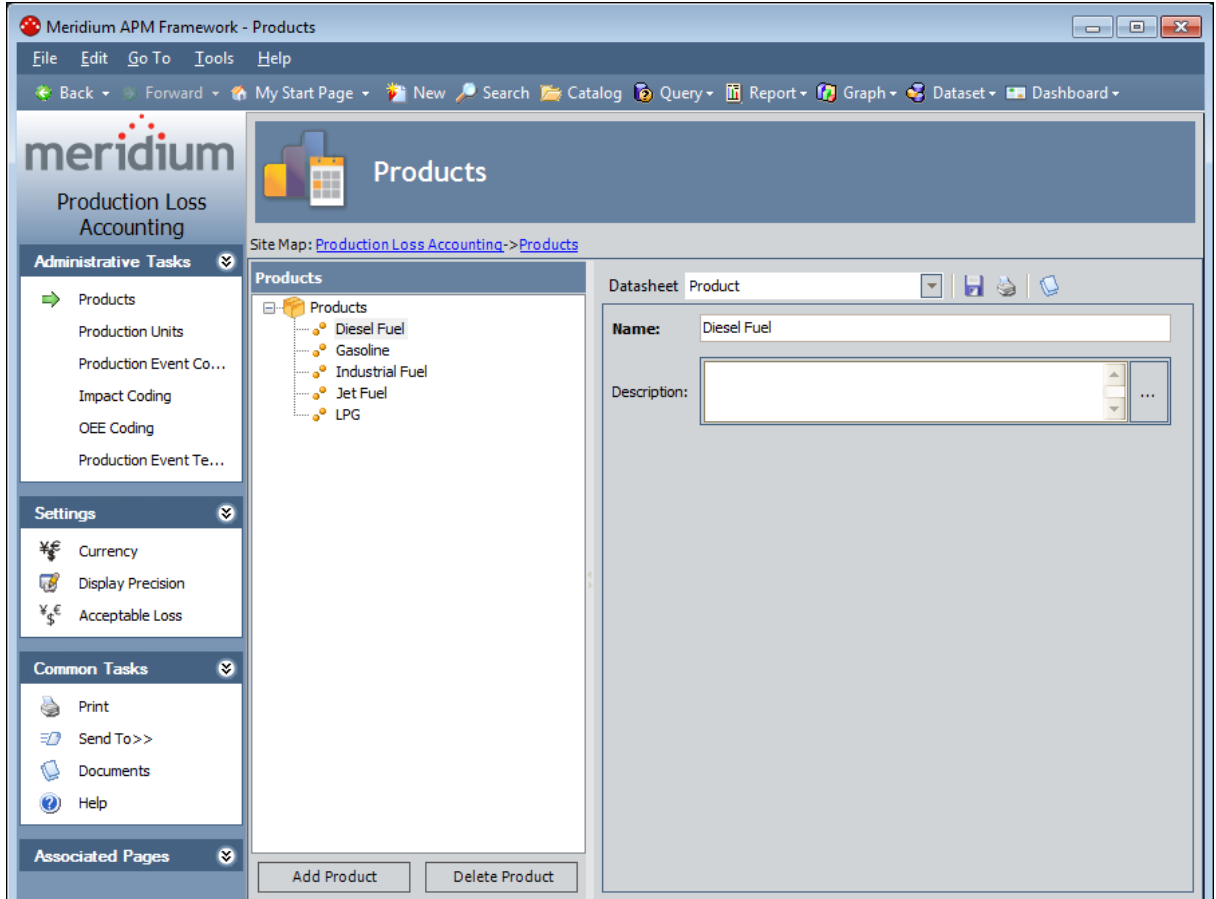 Meridium APM Framework - Products
File Edit Go To Tools Help
Back Forward My Start Page New Search Catalog Query Report Graph Dataset Dashboard
meridium
Production Loss
Accounting
Products
Site Map: Production Loss Accounting->Products
Administrative Tasks
Products
Production Units
Production Event Co...
Impact Coding
OEE Coding
Production Event Te...
Settings
Currency
Display Precision
Acceptable Loss
Common Tasks
Print
Send To>>
Documents
Help
Associated Pages
Products
Products
Diesel Fuel
Gasoline
Industrial Fuel
Jet Fuel
LPG
Add Product Delete Product
Datasheet Product
Name: Diesel Fuel
Description: ...